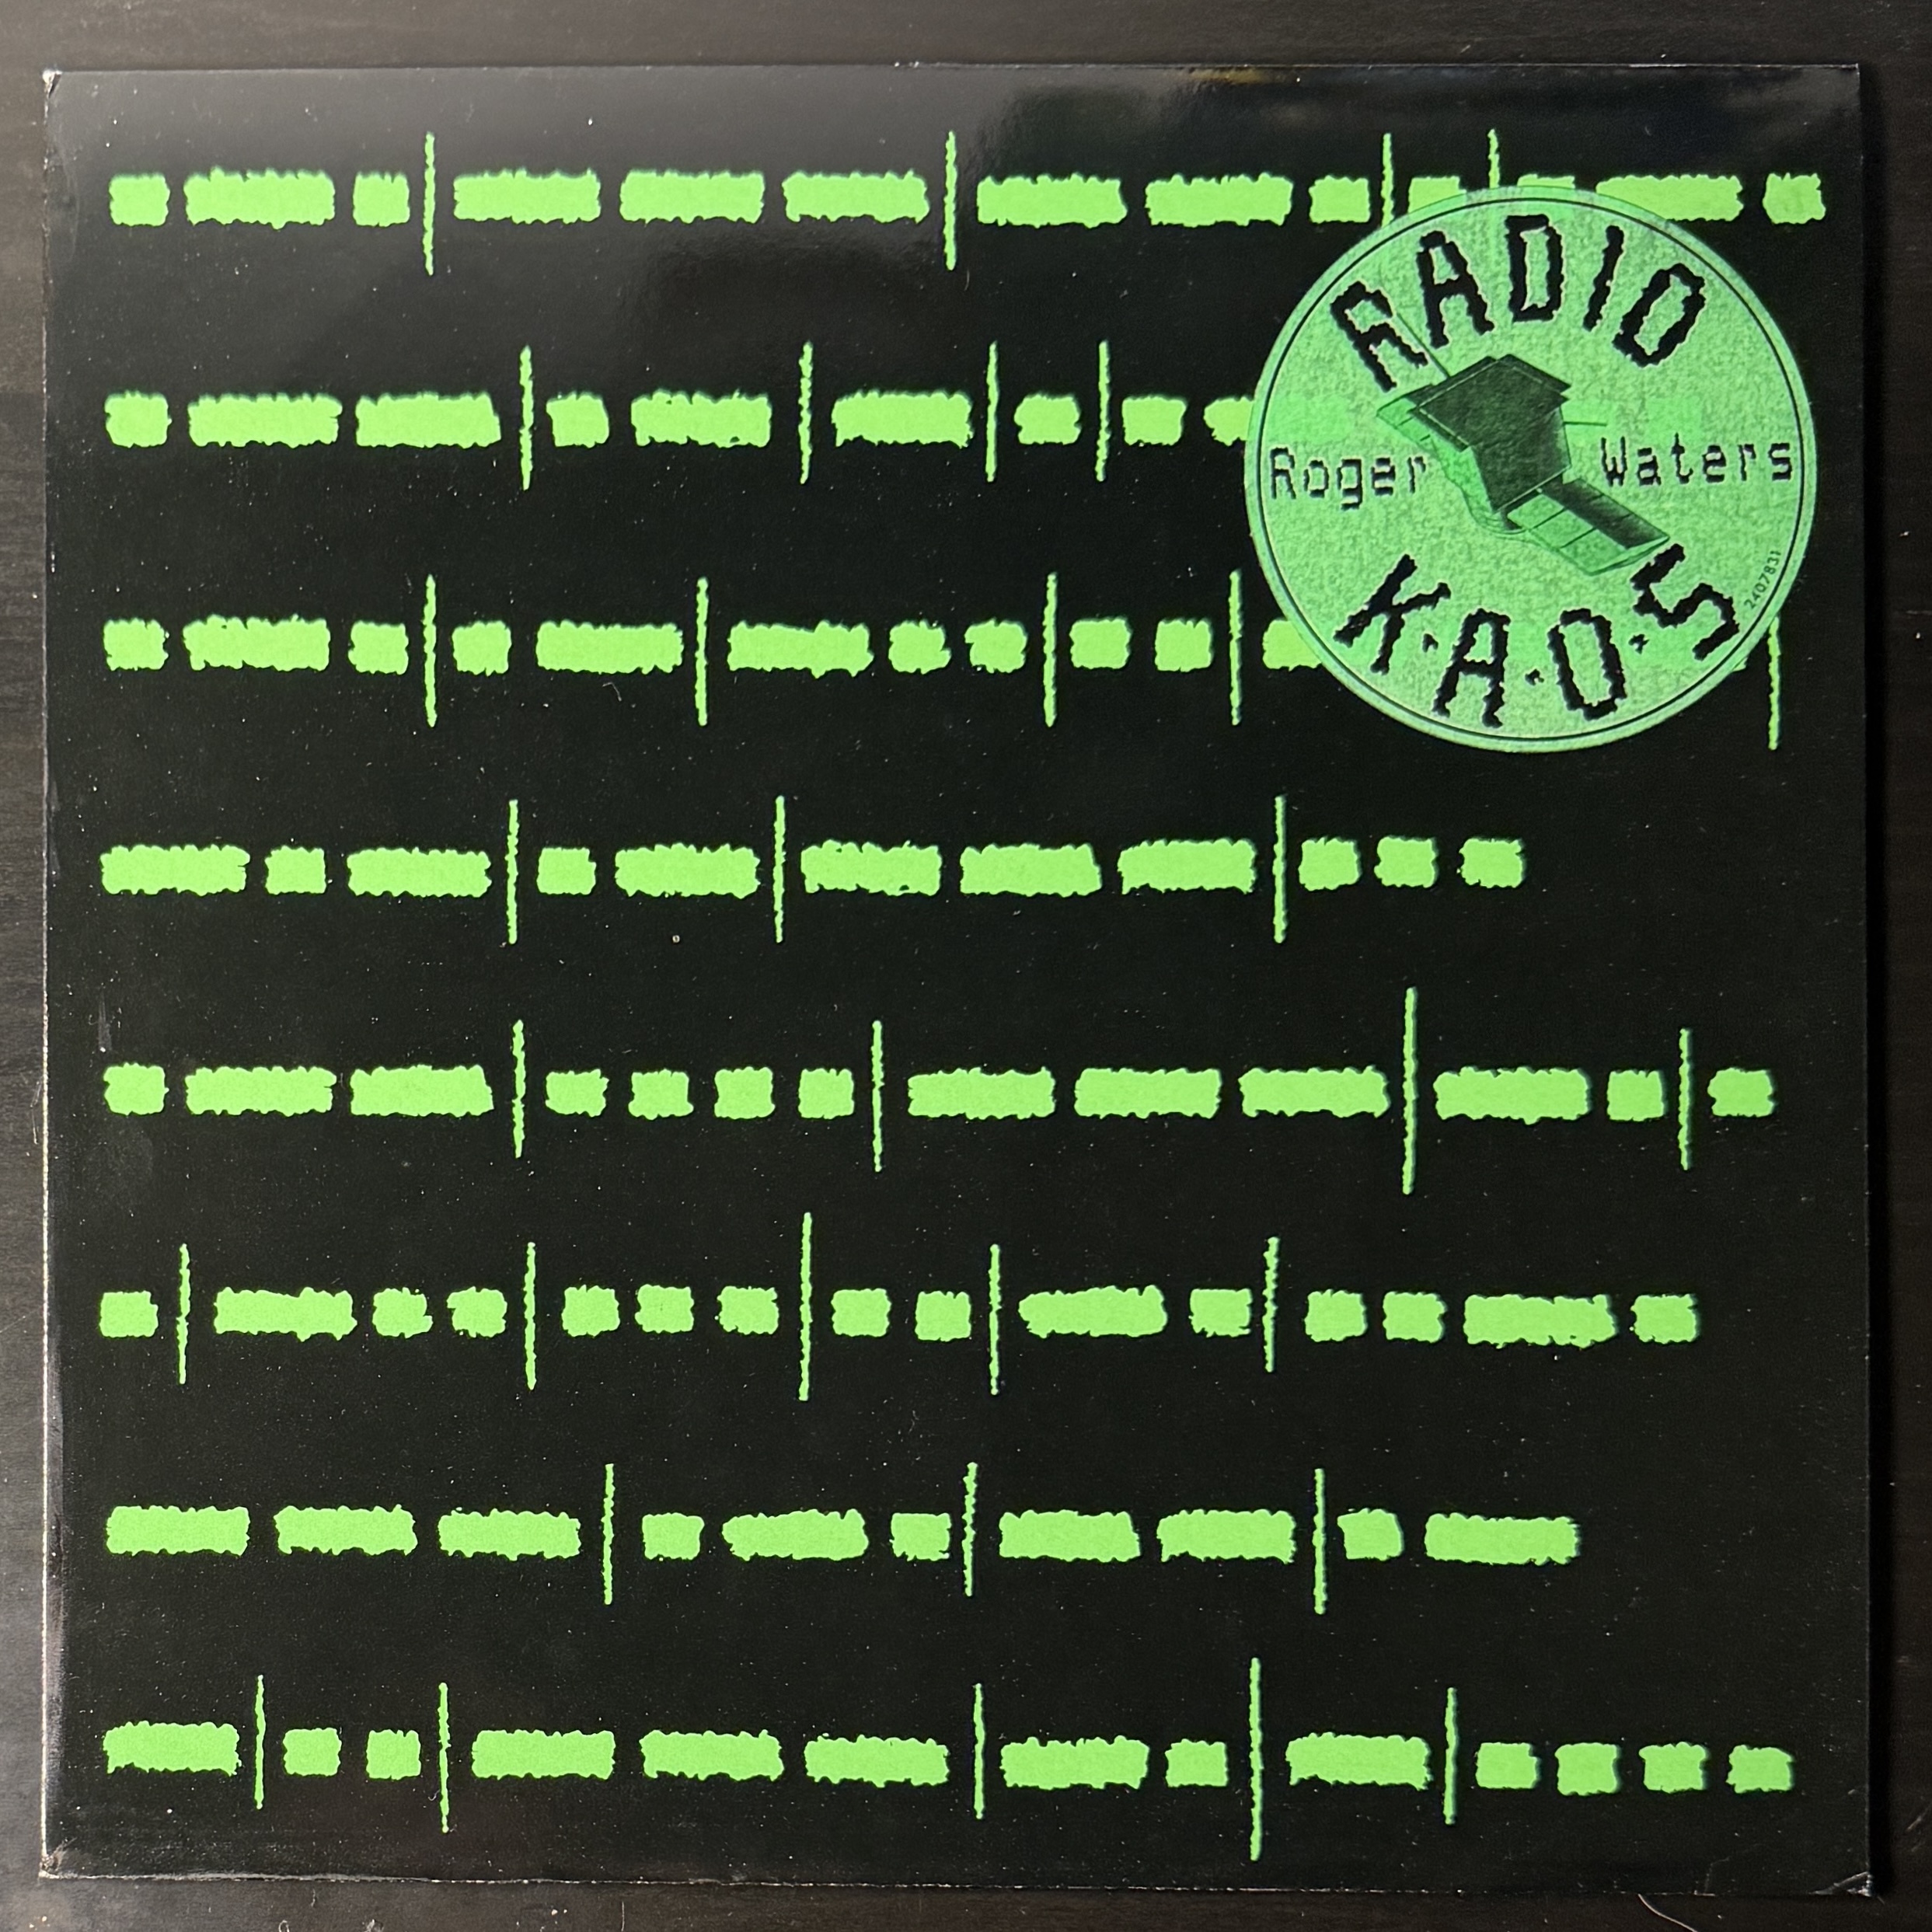 RADIO
Roger Waters
K·A·O·S
2407831